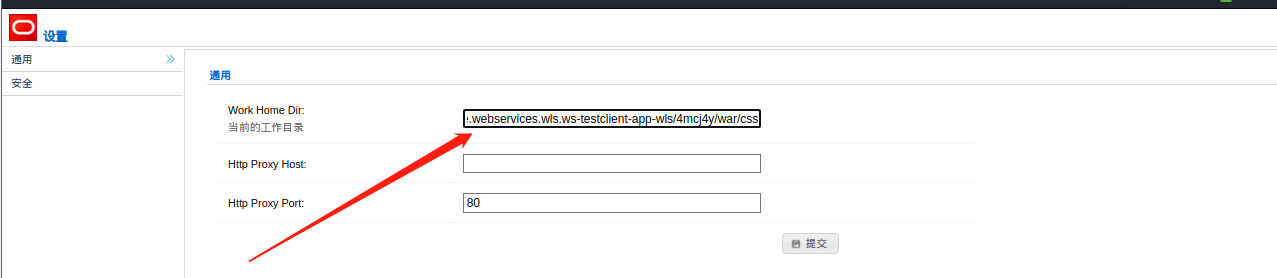 设置
通用
安全
通用
Work Home Dir:
当前的工作目录
.webservices.wls.ws-testclient-app-wls/4mcj4y/war/css
Http Proxy Host:
Http Proxy Port:
80
提交